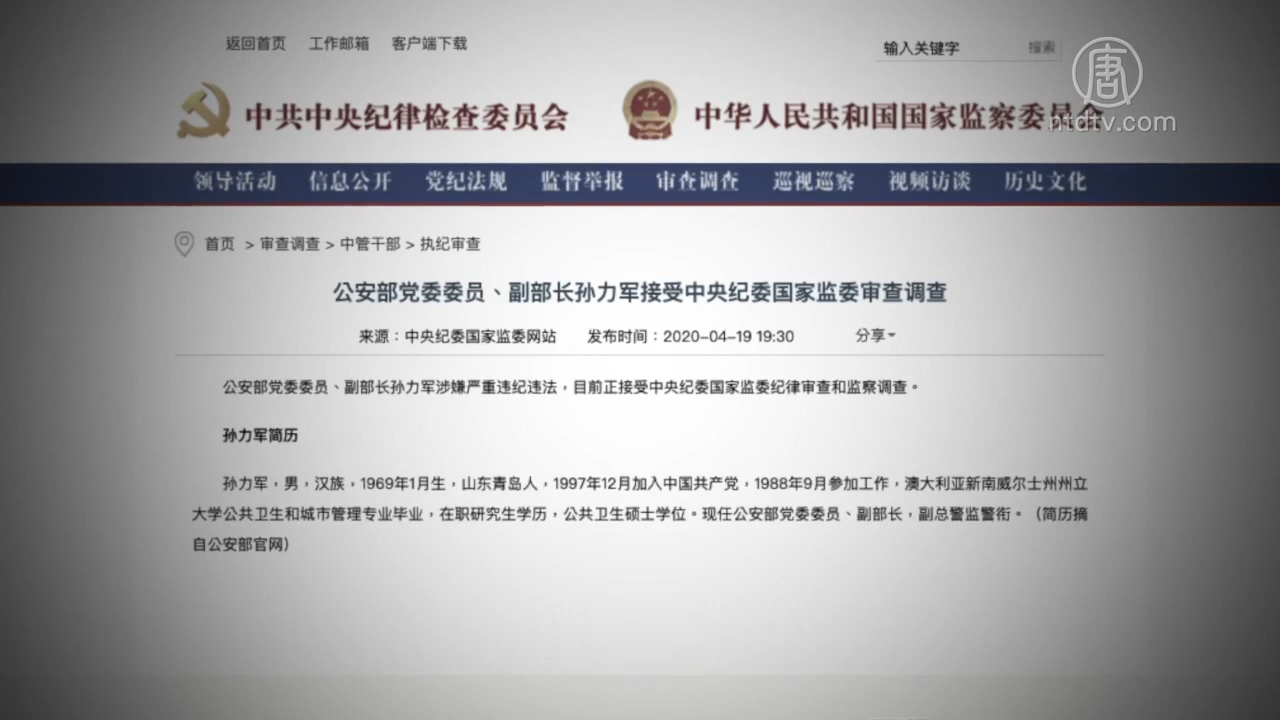 返回首页 工作邮箱 客户端下载
输入关键字 搜索
唐
中共中央纪律检查委员会 中华人民共和国国家监察委员会
ntdtv.com
领导活动 信息公开 党纪法规 监督举报 审查调查 巡视巡察 视频访谈 历史文化
首页 > 审查调查 > 中管干部 > 执纪审查
公安部党委委员、副部长孙力军接受中央纪委国家监委审查调查
来源：中央纪委国家监委网站 发布时间：2020-04-19 19:30 分享
公安部党委委员、副部长孙力军涉嫌严重违纪违法，目前正接受中央纪委国家监委纪律审查和监察调查。
孙力军简历
孙力军，男，汉族，1969年1月生，山东青岛人，1997年12月加入中国共产党，1988年9月参加工作，澳大利亚新南威尔士州州立
大学公共卫生和城市管理专业毕业，在职研究生学历，公共卫生硕士学位。现任公安部党委委员、副部长，副总警监警衔。（简历摘
自公安部官网）